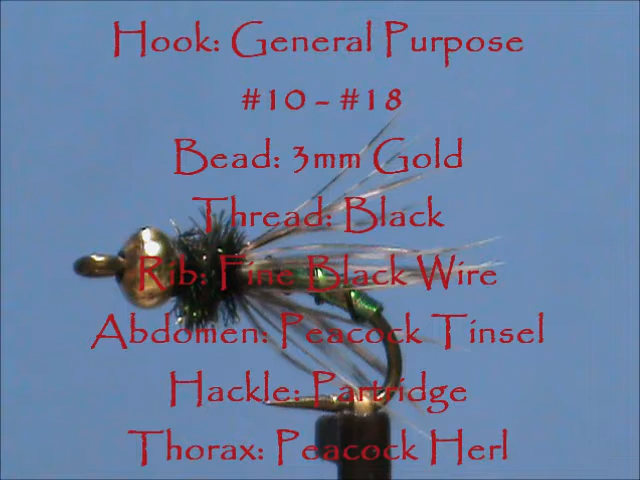 Hook: General Purpose
#10 - #18
Bead: 3mm Gold
Thread: Black
Rib: Fine Black Wire
Abdomen: Peacock Tinsel
Hackle: Partridge
Thorax: Peacock Herl